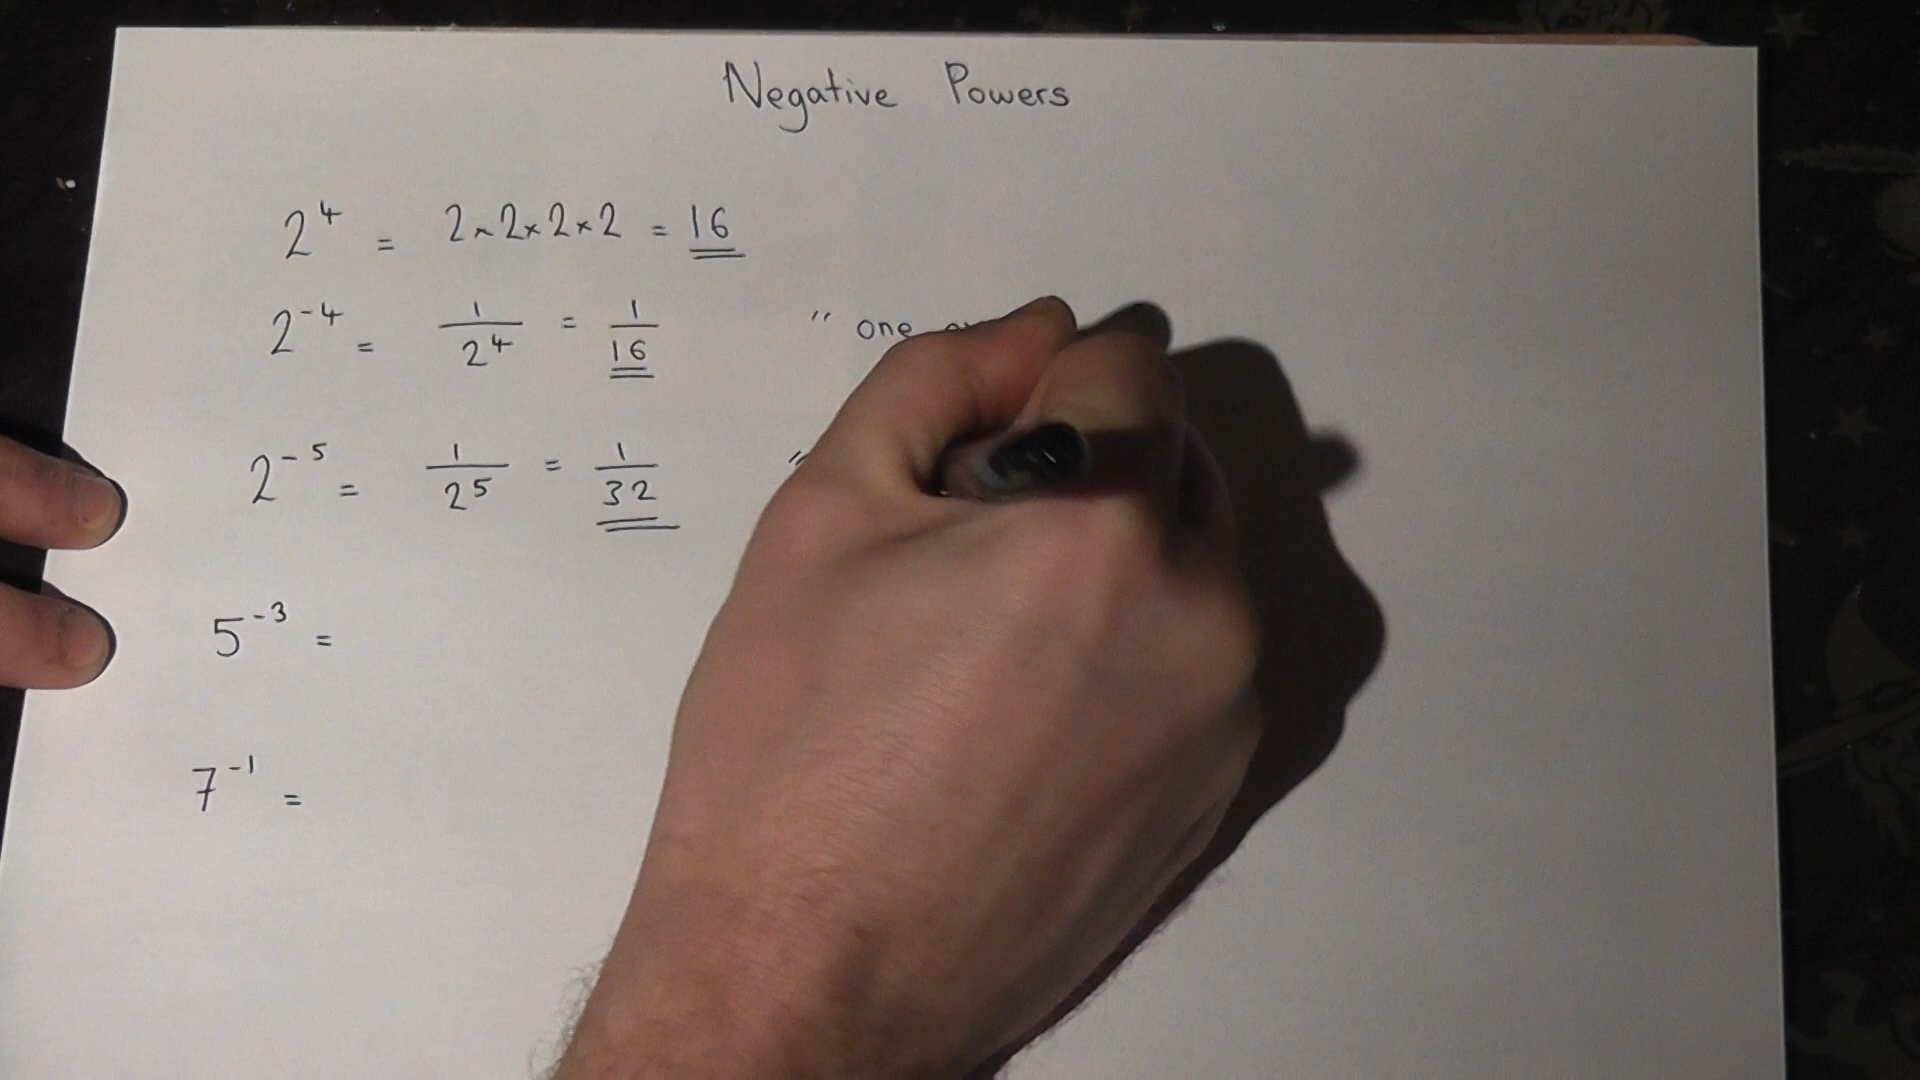 Negative Powers
2⁴ = 2×2×2×2 = 16
2⁻⁴ = 1/2⁴ = 1/16 " one
2⁻⁵ = 1/2⁵ = 1/32 "
5⁻³ =
7⁻¹ =